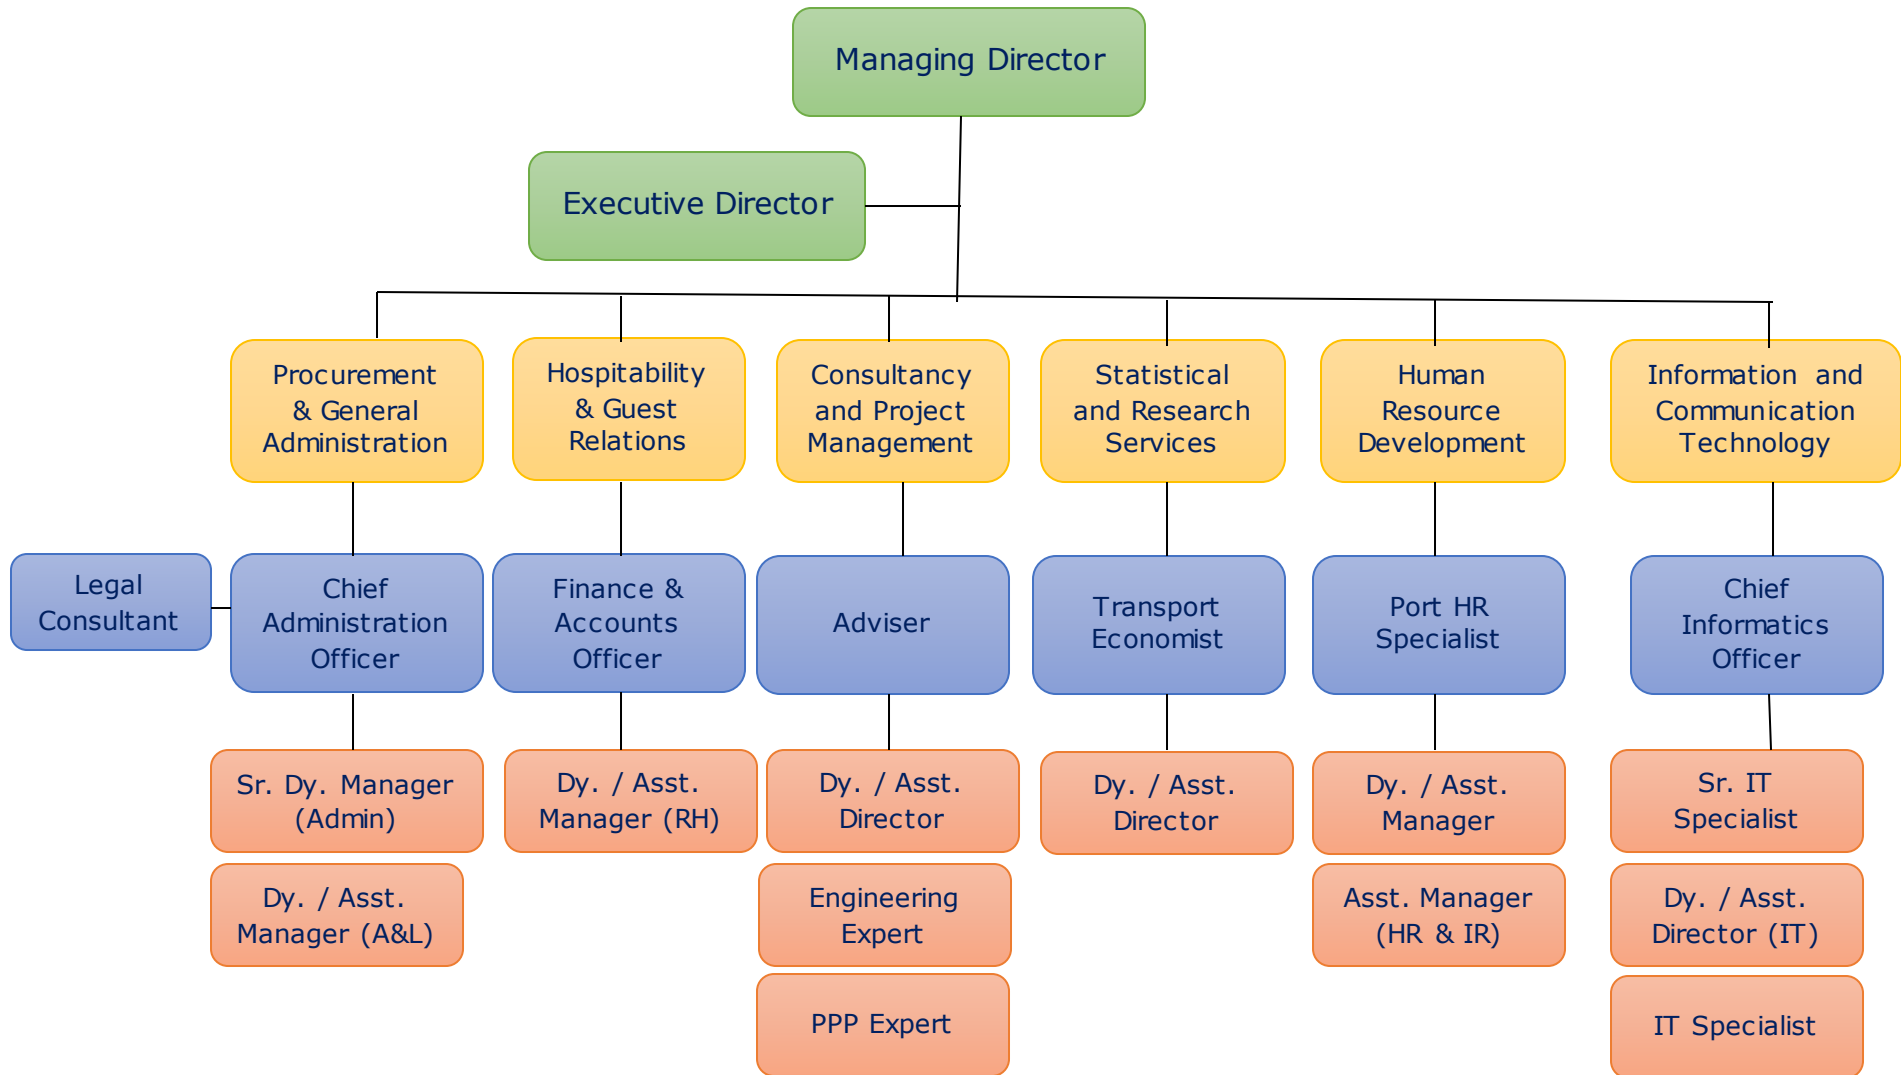 Managing Director
Executive Director
Procurement
& General
Administration
Hospitability
& Guest
Relations
Consultancy
and Project
Management
Statistical
and Research
Services
Human
Resource
Development
Information and
Communication
Technology
Legal
Consultant
Chief
Administration
Officer
Finance &
Accounts
Officer
Adviser
Transport
Economist
Port HR
Specialist
Chief
Informatics
Officer
Sr. Dy. Manager
(Admin)
Dy. / Asst.
Manager (RH)
Dy. / Asst.
Director
Dy. / Asst.
Director
Dy. / Asst.
Manager
Sr. IT
Specialist
Dy. / Asst.
Manager (A&L)
Engineering
Expert
Asst. Manager
(HR & IR)
Dy. / Asst.
Director (IT)
PPP Expert
IT Specialist